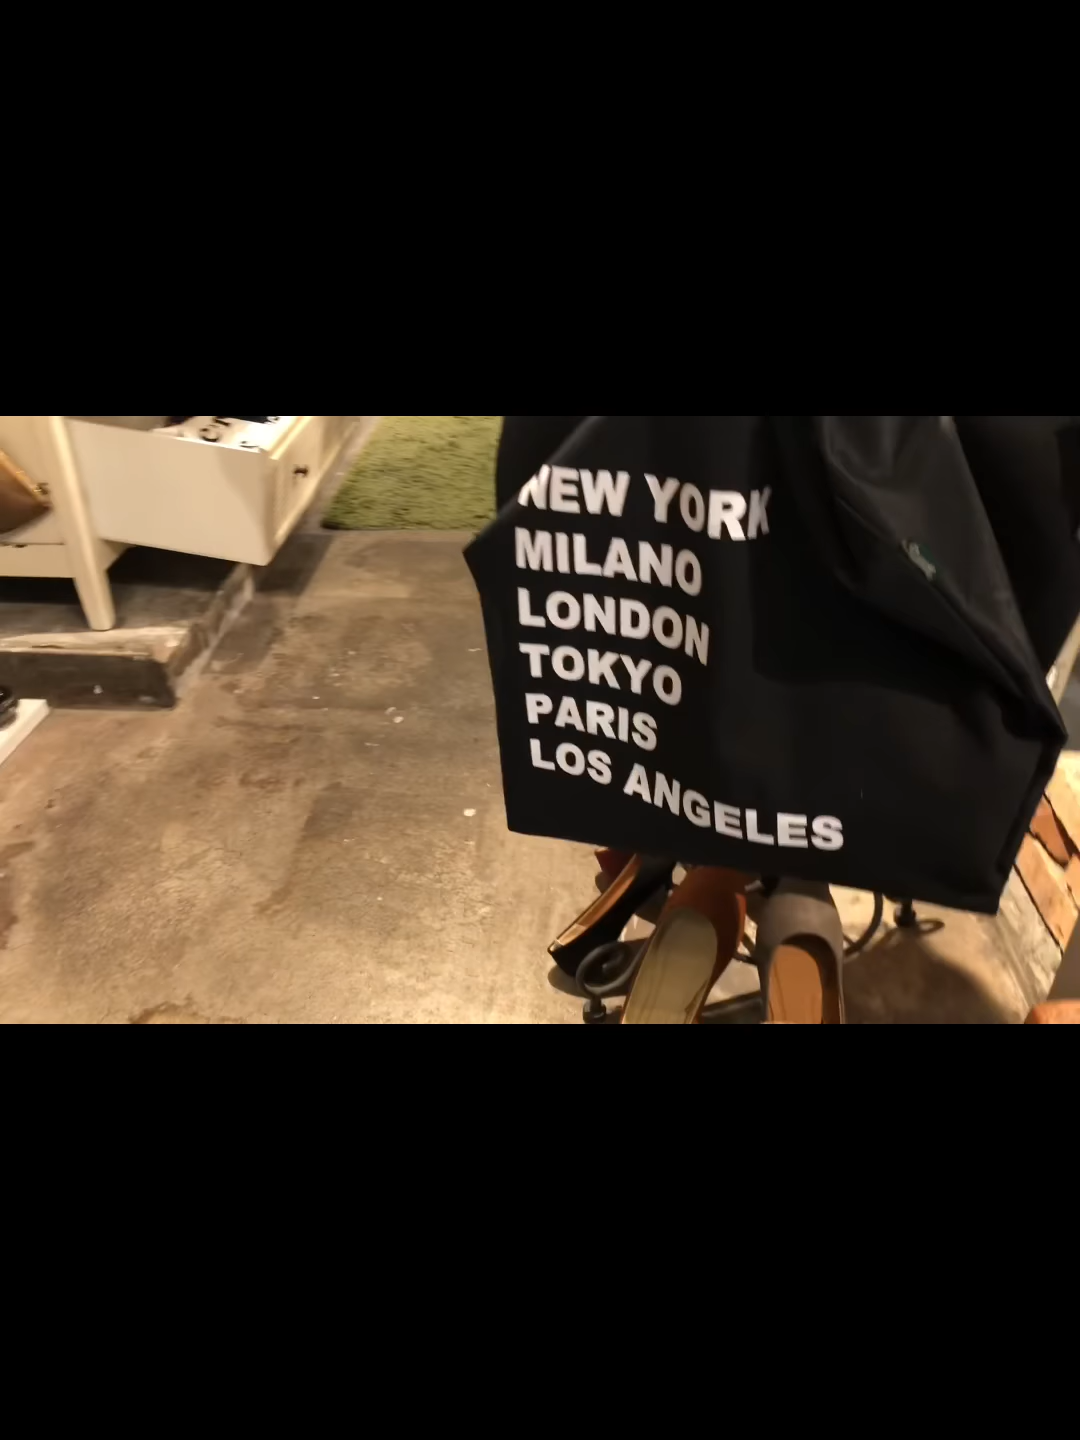 NEW YORK
MILANO
LONDON
TOKYO
PARIS
LOS ANGELES